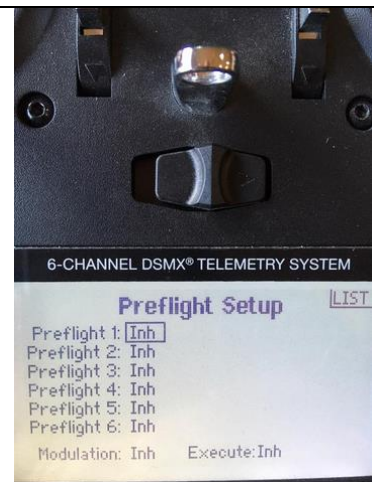 6-CHANNEL DSMX® TELEMETRY SYSTEM
Preflight Setup LIST
Preflight 1: Inh
Preflight 2: Inh
Preflight 3: Inh
Preflight 4: Inh
Preflight 5: Inh
Preflight 6: Inh
Modulation: Inh Execute:Inh